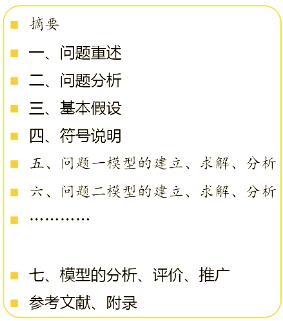 摘要
一、问题重述
二、问题分析
三、基本假设
四、符号说明
五、问题一模型的建立、求解、分析
六、问题二模型的建立、求解、分析
…………
七、模型的分析、评价、推广
参考文献、附录